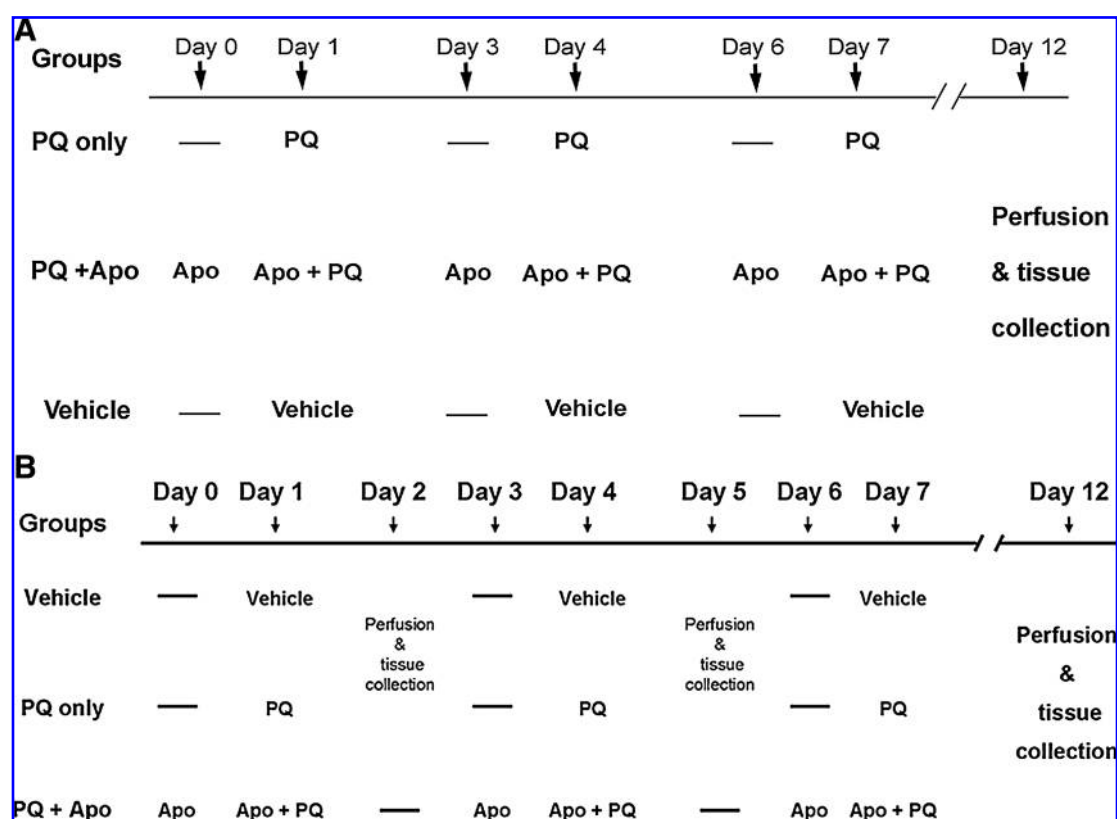 A
Groups Day 0 Day 1 Day 3 Day 4 Day 6 Day 7 Day 12
PQ only — PQ — PQ — PQ
PQ +Apo Apo Apo + PQ Apo Apo + PQ Apo Apo + PQ
Perfusion
& tissue
collection
Vehicle — Vehicle — Vehicle — Vehicle
B
Day 0 Day 1 Day 2 Day 3 Day 4 Day 5 Day 6 Day 7 Day 12
Groups
Vehicle — Vehicle — Vehicle — Vehicle
Perfusion
&
tissue
collection
Perfusion
&
tissue
collection
PQ only — PQ — PQ — PQ
Perfusion
&
tissue
collection
PQ + Apo Apo Apo + PQ — Apo Apo + PQ — Apo Apo + PQ